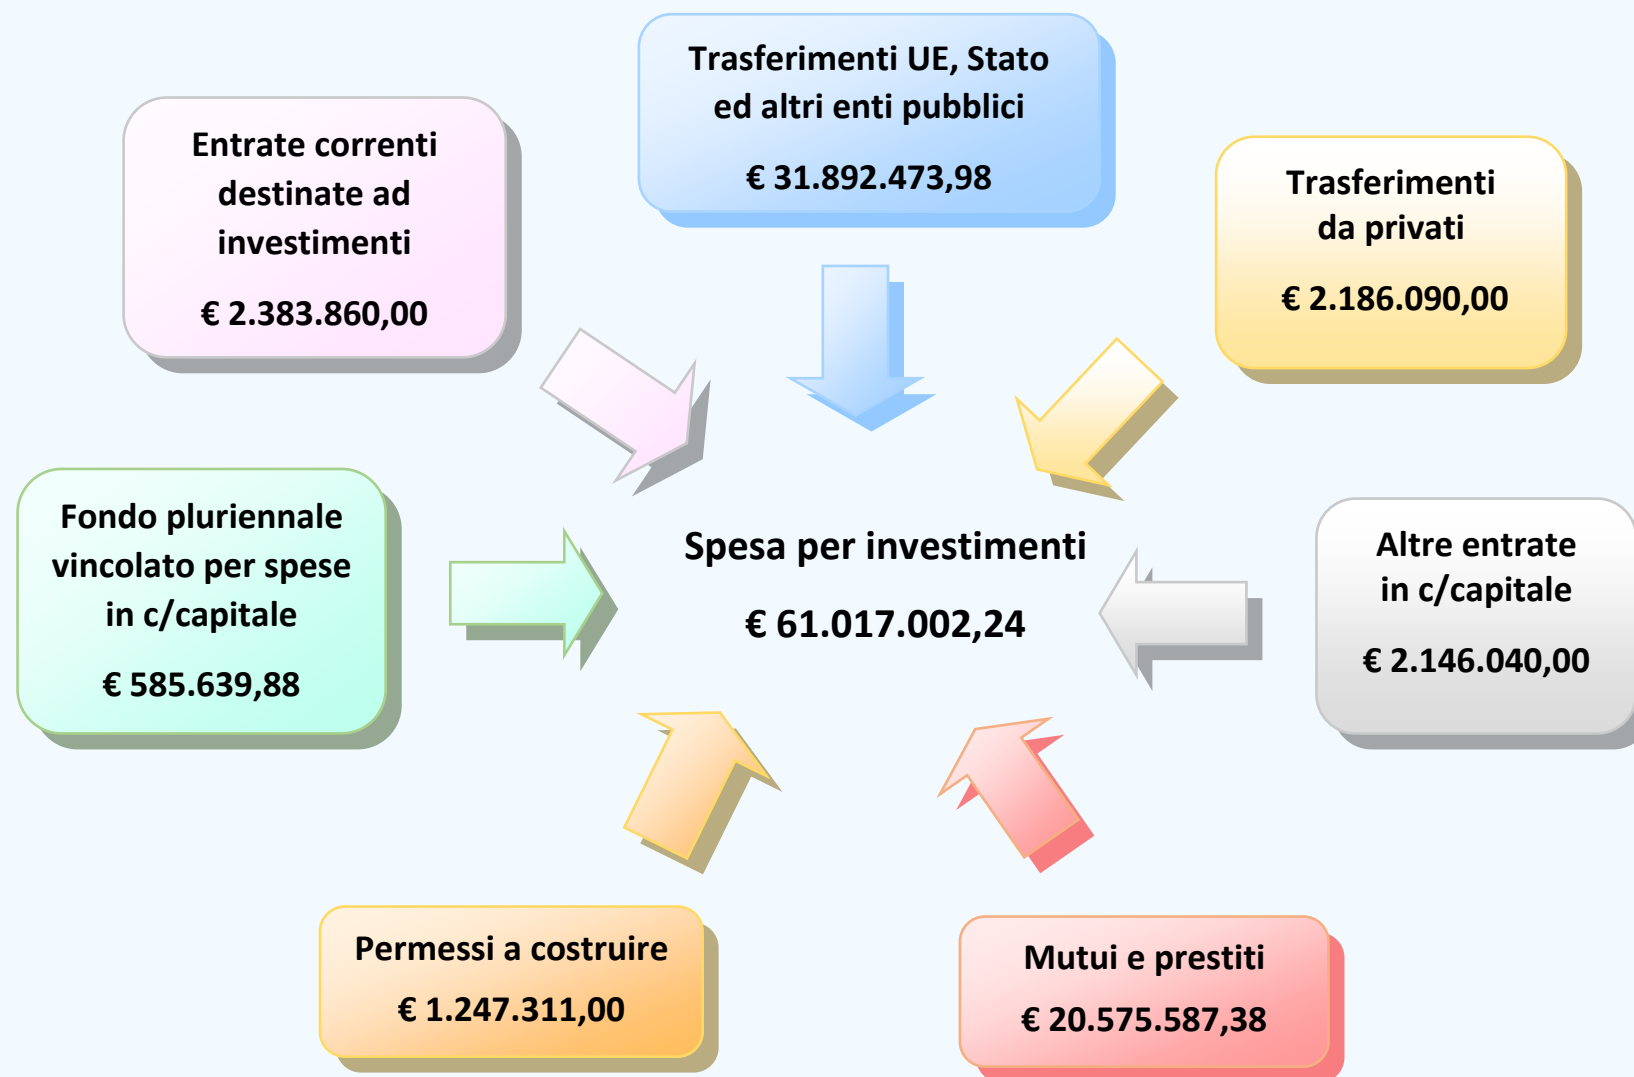 Trasferimenti UE, Stato
ed altri enti pubblici
€ 31.892.473,98
Entrate correnti
destinate ad
investimenti
€ 2.383.860,00
Trasferimenti
da privati
€ 2.186.090,00
Fondo pluriennale
vincolato per spese
in c/capitale
€ 585.639,88
Spesa per investimenti
€ 61.017.002,24
Altre entrate
in c/capitale
€ 2.146.040,00
Permessi a costruire
€ 1.247.311,00
Mutui e prestiti
€ 20.575.587,38